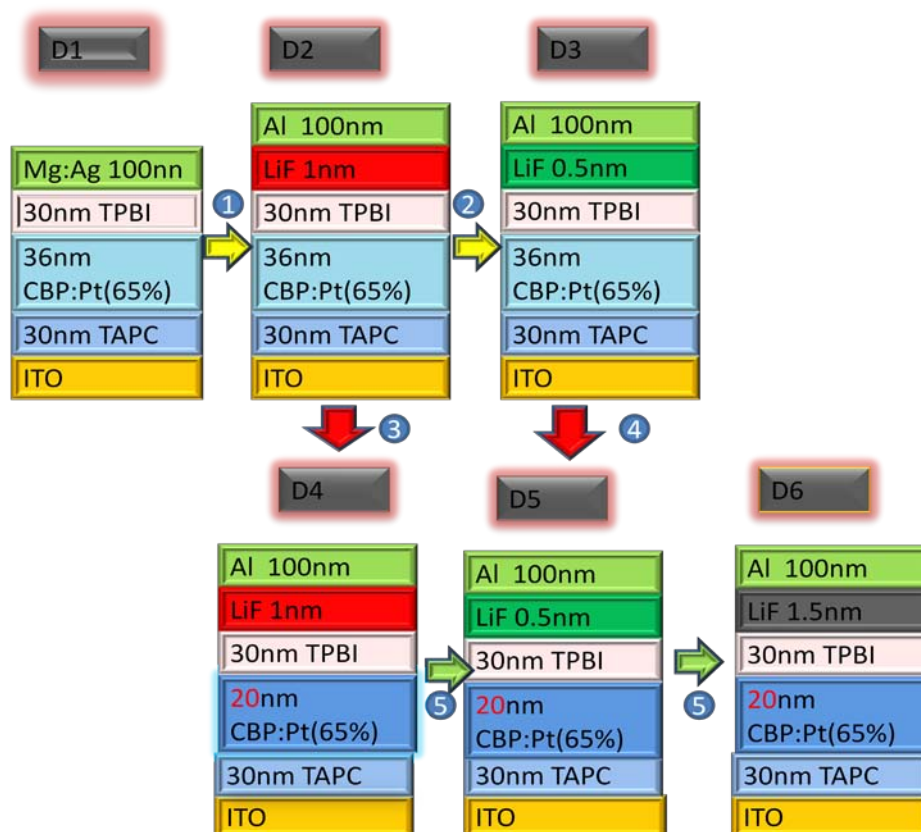 D1
D2
D3
Mg:Ag 100nn
30nm TPBI
36nm
CBP:Pt(65%)
30nm TAPC
ITO
1
Al 100nm
LiF 1nm
30nm TPBI
36nm
CBP:Pt(65%)
30nm TAPC
ITO
2
Al 100nm
LiF 0.5nm
30nm TPBI
36nm
CBP:Pt(65%)
30nm TAPC
ITO
3
4
D4
D5
D6
Al 100nm
LiF 1nm
30nm TPBI
20nm
CBP:Pt(65%)
30nm TAPC
ITO
5
Al 100nm
LiF 0.5nm
30nm TPBI
20nm
CBP:Pt(65%)
30nm TAPC
ITO
5
Al 100nm
LiF 1.5nm
30nm TPBI
20nm
CBP:Pt(65%)
30nm TAPC
ITO